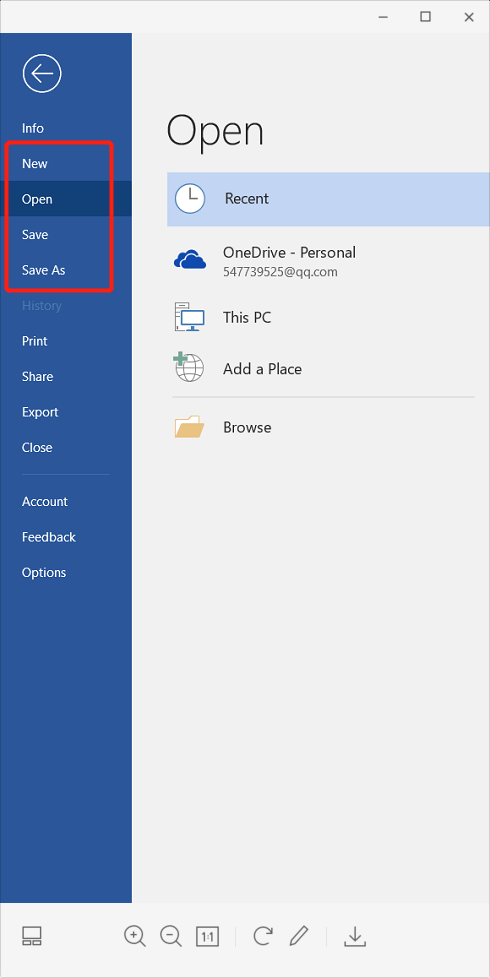 Info
New
Open
Save
Save As
History
Print
Share
Export
Close
Account
Feedback
Options
Open
Recent
OneDrive - Personal
547739525@qq.com
This PC
Add a Place
Browse
1:1